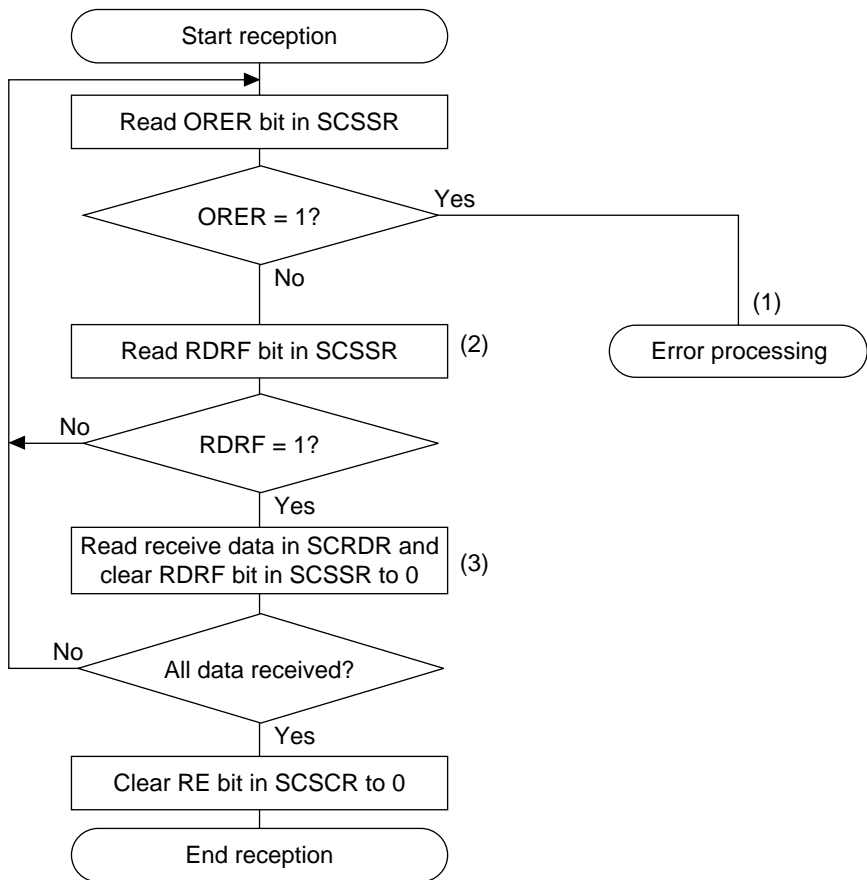 Start reception
Read ORER bit in SCSSR
ORER = 1?
Yes
No
(1)
Error processing
Read RDRF bit in SCSSR
(2)
No
RDRF = 1?
Yes
Read receive data in SCRDR and
clear RDRF bit in SCSSR to 0
(3)
No
All data received?
Yes
Clear RE bit in SCSCR to 0
End reception